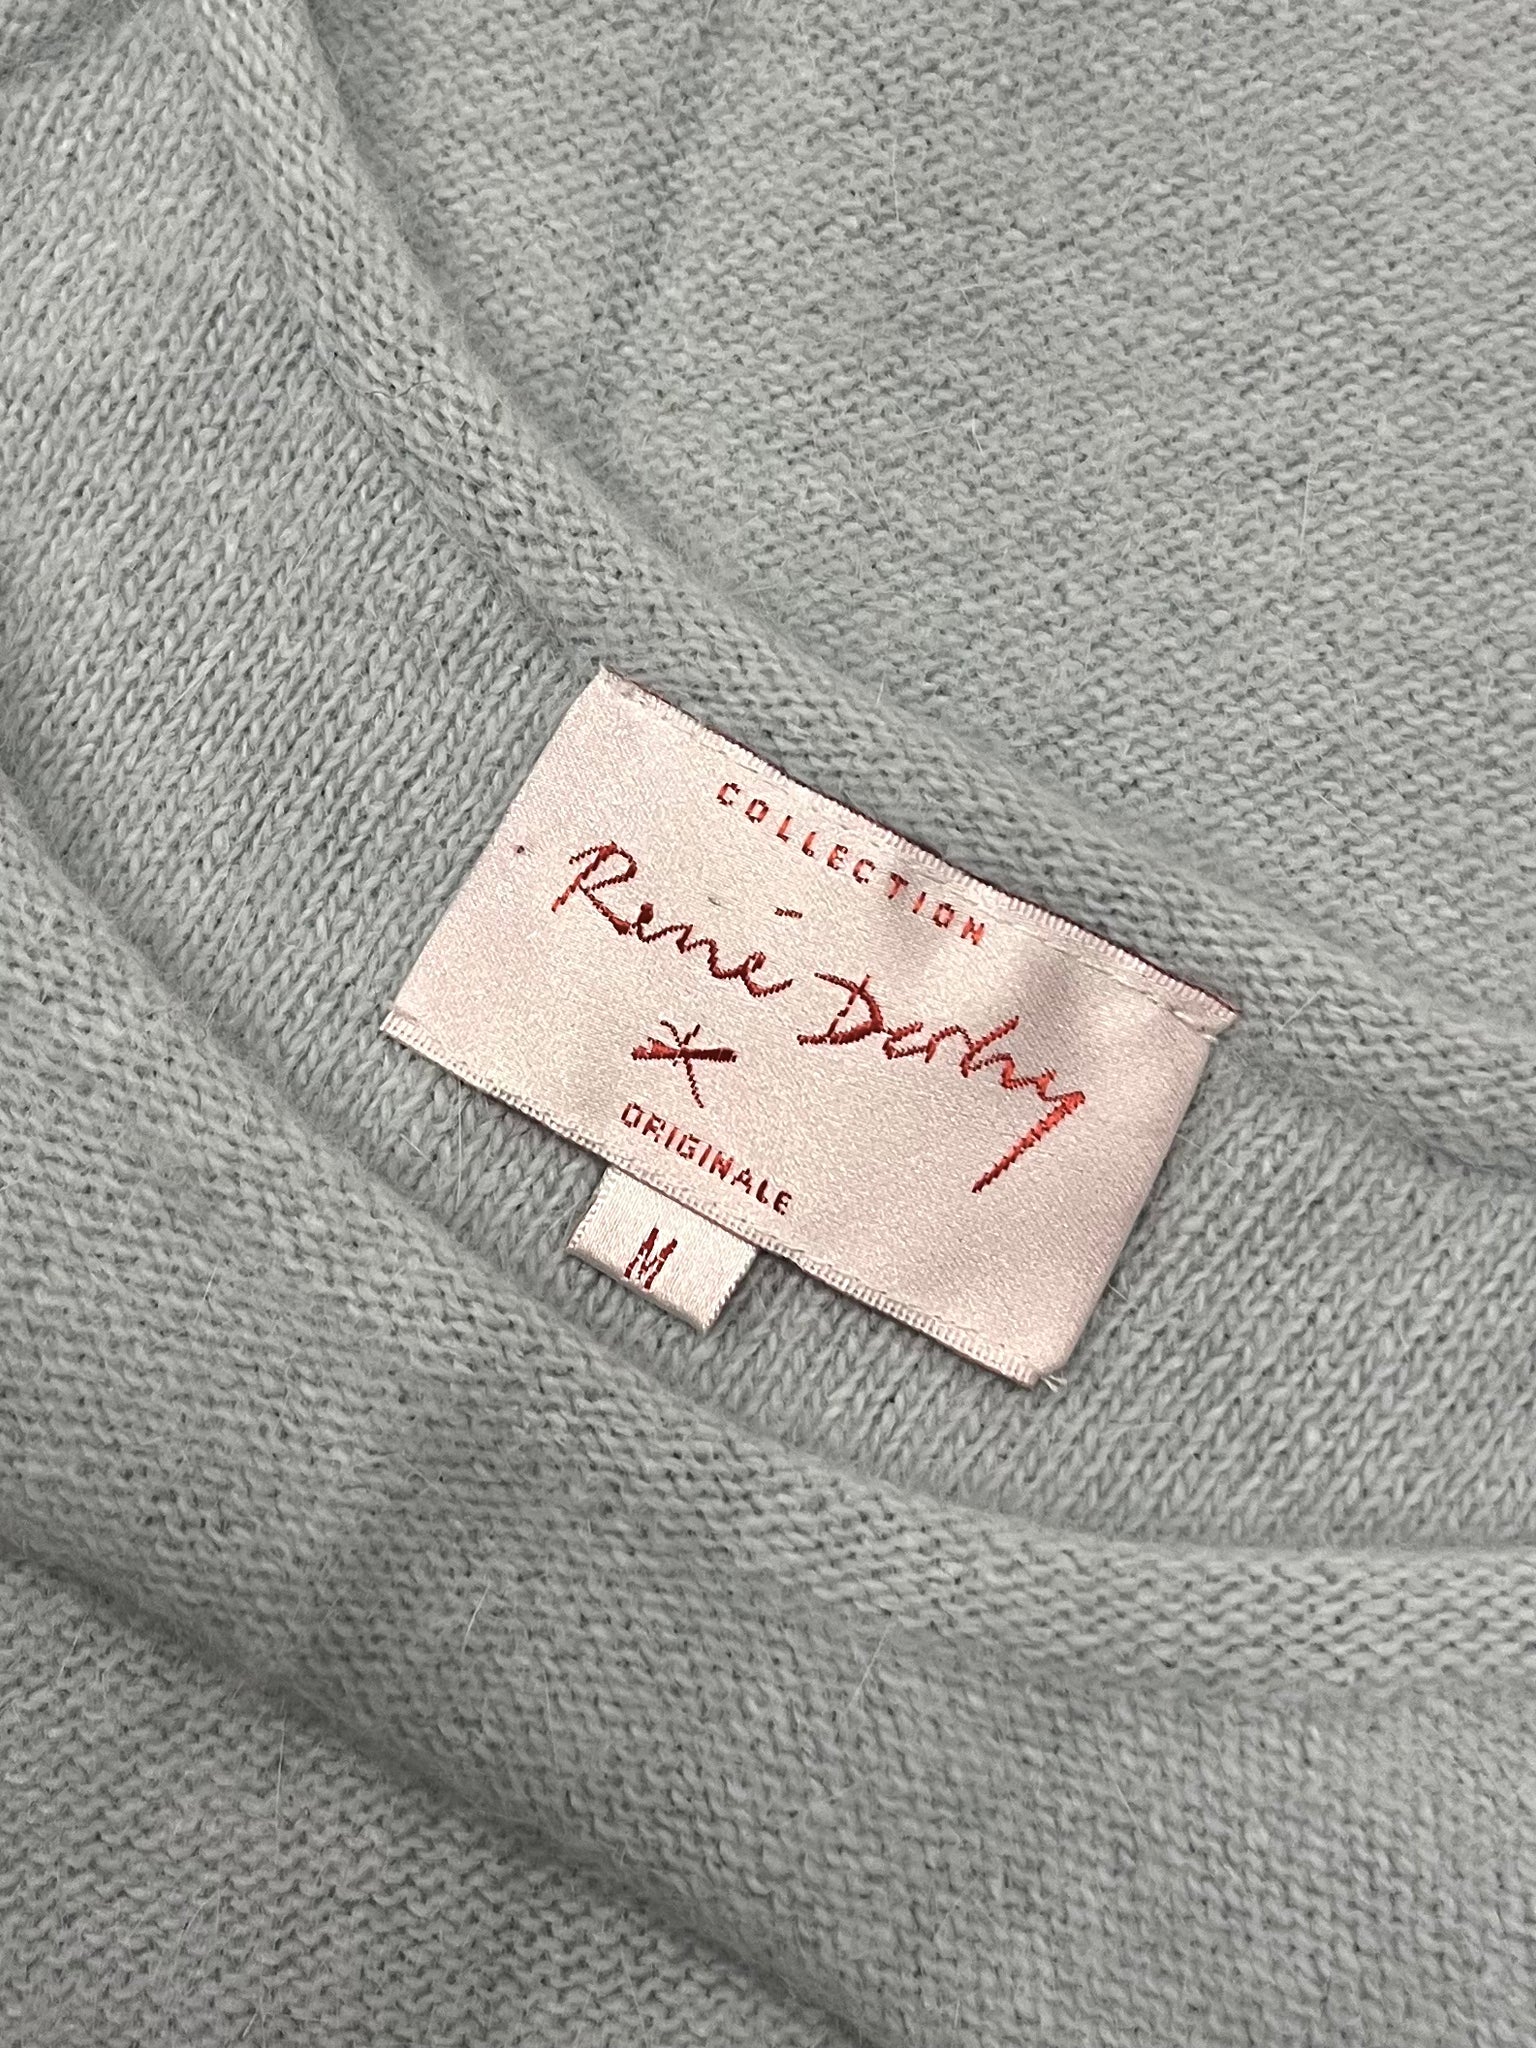 COLLECTION
René Derhy
ORIGINALE
M